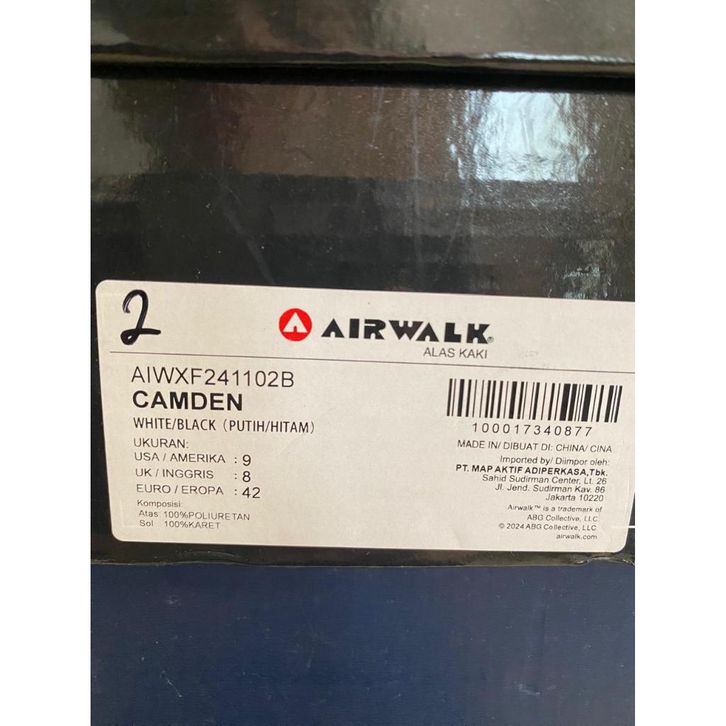 2
AIRWALK®
ALAS KAKI
AIWXF241102B
CAMDEN
WHITE/BLACK (PUTIH/HITAM)
UKURAN:
USA / AMERIKA : 9
UK / INGGRIS : 8
EURO / EROPA : 42
Komposisi:
Atas 100%POLIURETAN
Sol 100%KARET
100017340877
MADE IN/ DIBUAT DI: CHINA/ CINA
Imported by/ Diimpor oleh:
PT. MAP AKTIF ADIPERKASA,Tbk.
Sahid Sudirman Center, Lt. 26
Jl. Jend. Sudirman Kav. 86
Jakarta 10220
Airwalk™ is a trademark of
ABG Collective, LLC.
© 2024 ABG Collective, LLC.
airwalk.com